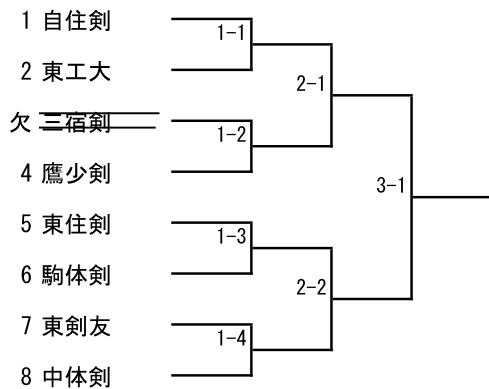 1 自住剣
1-1
2 東工大
2-1
欠 三宿剣
1-2
4 鷹少剣
3-1
5 東住剣
1-3
6 駒体剣
2-2
7 東剣友
1-4
8 中体剣